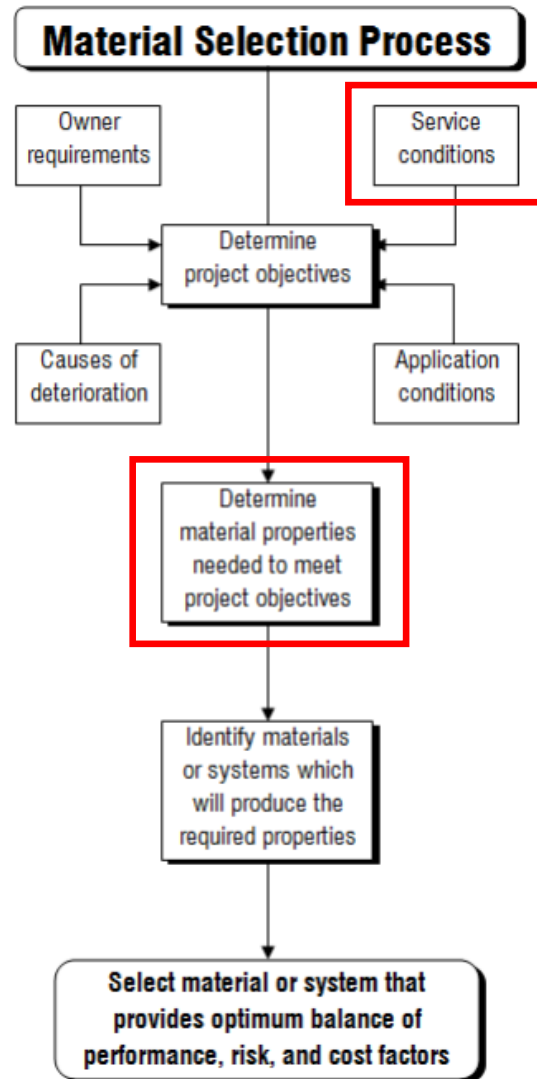 Material Selection Process
Owner
requirements
Service
conditions
Determine
project objectives
Causes of
deterioration
Application
conditions
Determine
material properties
needed to meet
project objectives
Identify materials
or systems which
will produce the
required properties
Select material or system that
provides optimum balance of
performance, risk, and cost factors